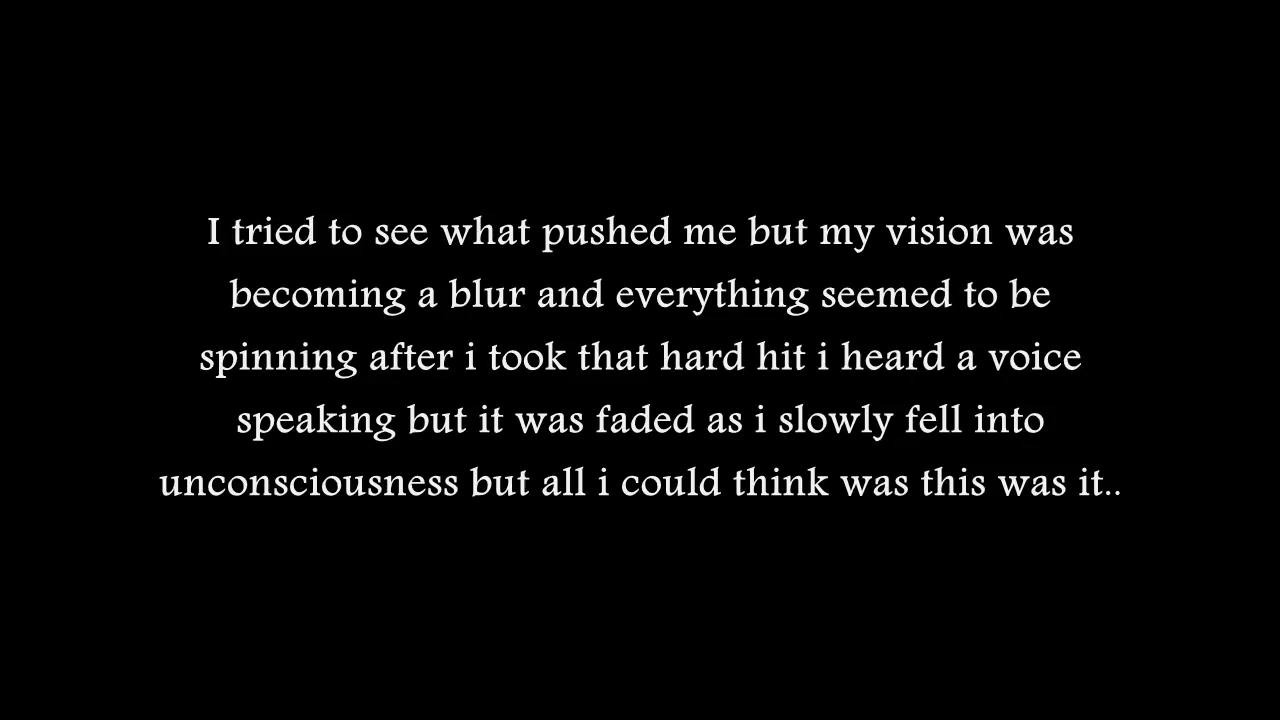 I tried to see what pushed me but my vision was
becoming a blur and everything seemed to be
spinning after i took that hard hit i heard a voice
speaking but it was faded as i slowly fell into
unconsciousness but all i could think was this was it..